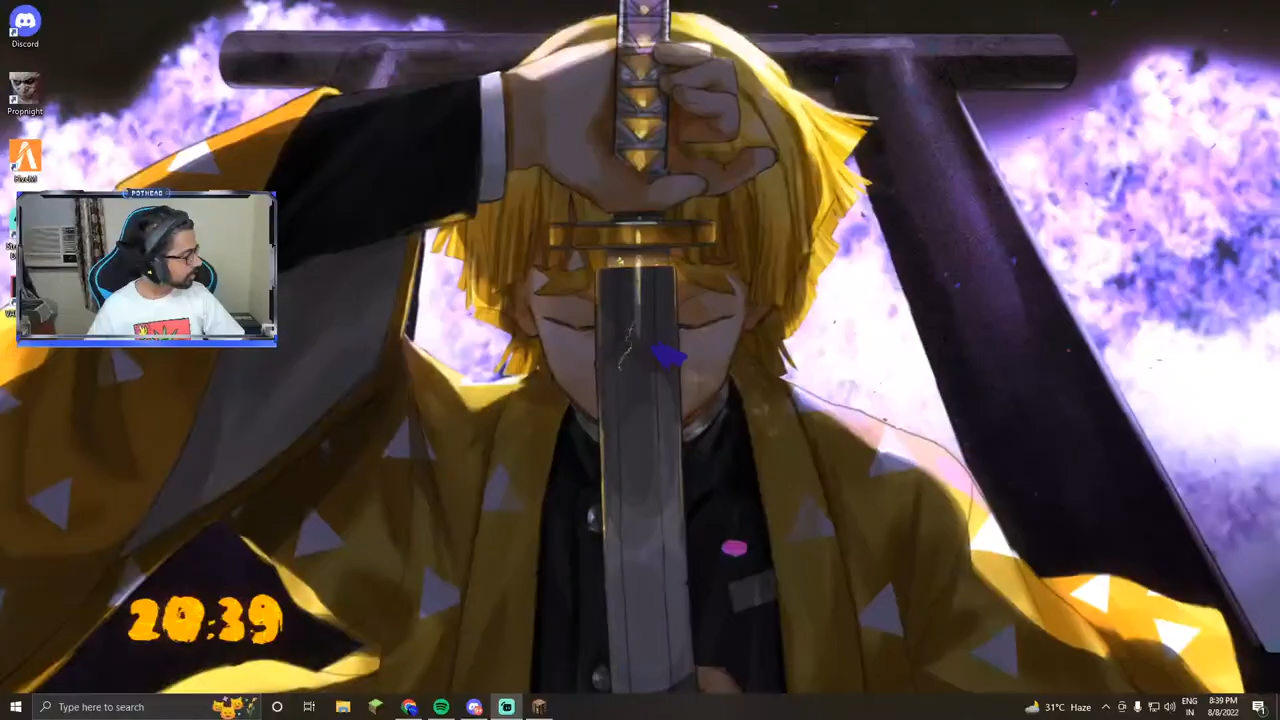 Discord
Propnight
FiveM
POTHEAD
20:39
Type here to search
31°C Haze
ENG
IN
8:39 PM
8/8/2022